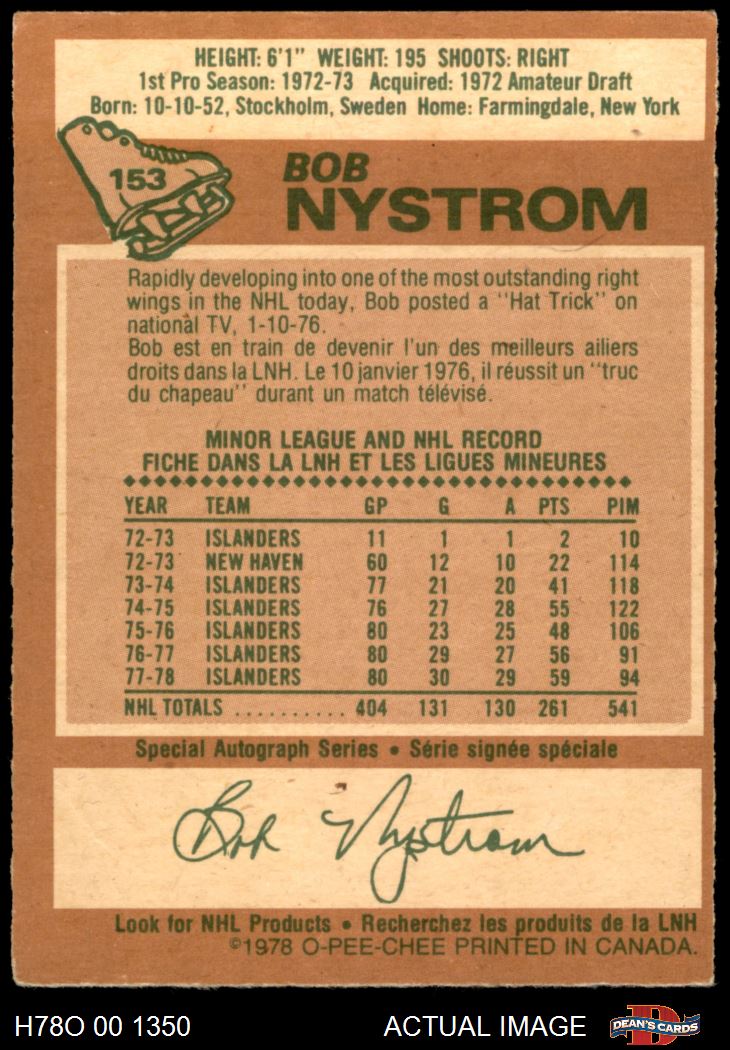 HEIGHT: 6'1" WEIGHT: 195 SHOOTS: RIGHT
1st Pro Season: 1972-73 Acquired: 1972 Amateur Draft
Born: 10-10-52, Stockholm, Sweden Home: Farmingdale, New York
153
BOB
NYSTROM
Rapidly developing into one of the most outstanding right
wings in the NHL today, Bob posted a "Hat Trick" on
national TV, 1-10-76.
Bob est en train de devenir l'un des meilleurs ailiers
droits dans la LNH. Le 10 janvier 1976, il réussit un "truc
du chapeau" durant un match télévisé.
MINOR LEAGUE AND NHL RECORD
FICHE DANS LA LNH ET LES LIGUES MINEURES
YEAR TEAM GP G A PTS PIM
72-73 ISLANDERS 11 1 1 2 10
72-73 NEW HAVEN 60 12 10 22 114
73-74 ISLANDERS 77 21 20 41 118
74-75 ISLANDERS 76 27 28 55 122
75-76 ISLANDERS 80 23 25 48 106
76-77 ISLANDERS 80 29 27 56 91
77-78 ISLANDERS 80 30 29 59 94
NHL TOTALS .......... 404 131 130 261 541
Special Autograph Series • Série signée spéciale
Bob Nystrom
Look for NHL Products • Recherchez les produits de la LNH
©1978 O-PEE-CHEE PRINTED IN CANADA.
H78O 00 1350 ACTUAL IMAGE DEAN'S CARDS